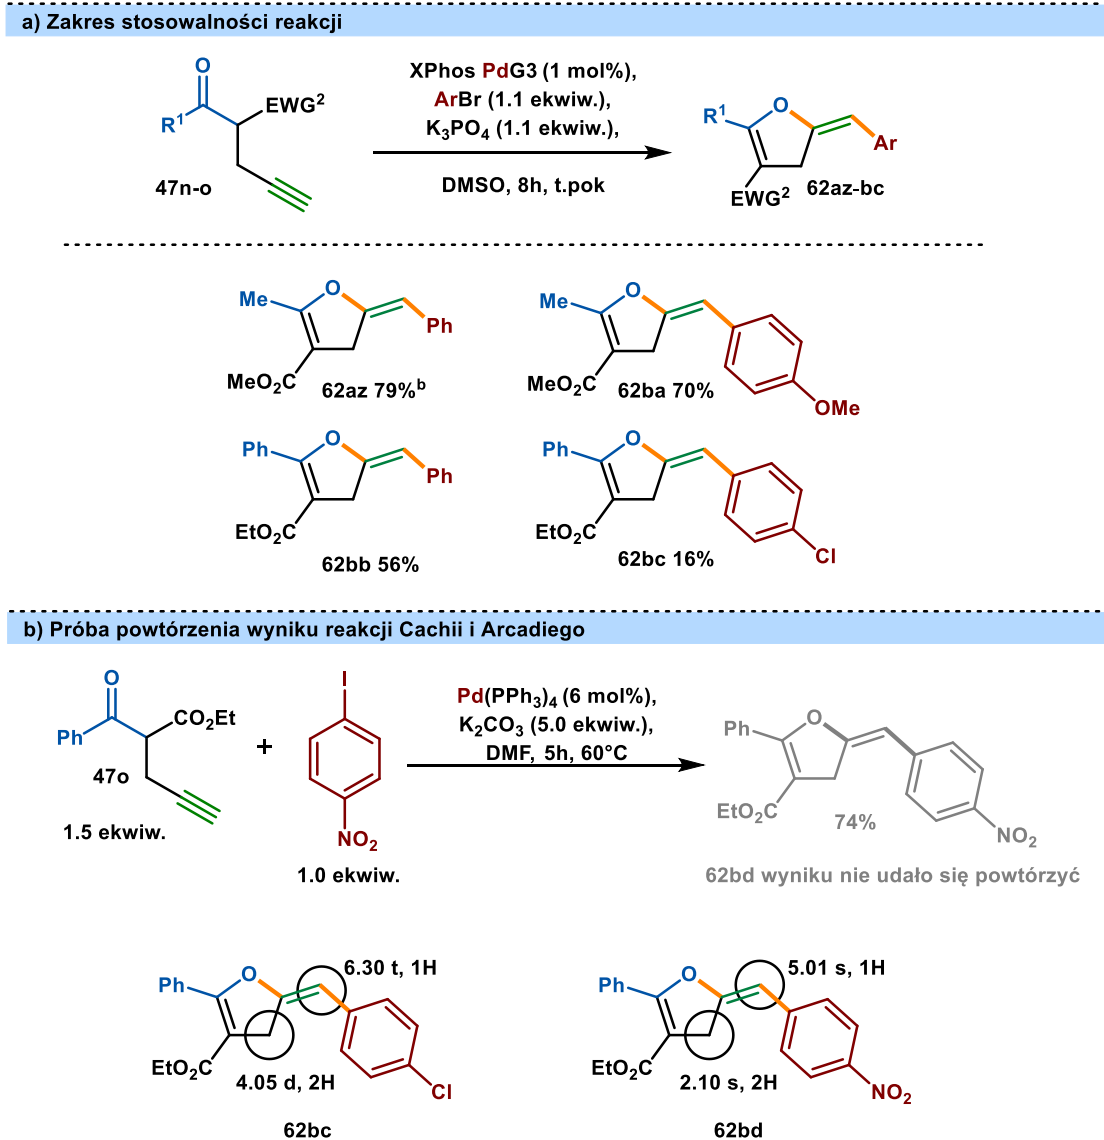 a) Zakres stosowalności reakcji
O
R¹
EWG²
47n-o
XPhos PdG3 (1 mol%),
ArBr (1.1 ekwiw.),
K₃PO₄ (1.1 ekwiw.),
DMSO, 8h, t.pok
R¹
O
Ar
EWG²
62az-bc
Me
O
Ph
MeO₂C
62az 79%ᵇ
Me
O
MeO₂C
OMe
62ba 70%
Ph
O
Ph
EtO₂C
62bb 56%
Ph
O
EtO₂C
Cl
62bc 16%
b) Próba powtórzenia wyniku reakcji Cachii i Arcadiego
O
Ph
CO₂Et
47o
1.5 ekwiw.
+
I
NO₂
1.0 ekwiw.
Pd(PPh₃)₄ (6 mol%),
K₂CO₃ (5.0 ekwiw.),
DMF, 5h, 60°C
Ph
O
EtO₂C
74%
NO₂
62bd wyniku nie udało się powtórzyć
Ph
O
6.30 t, 1H
EtO₂C
4.05 d, 2H
Cl
62bc
Ph
O
5.01 s, 1H
EtO₂C
2.10 s, 2H
NO₂
62bd